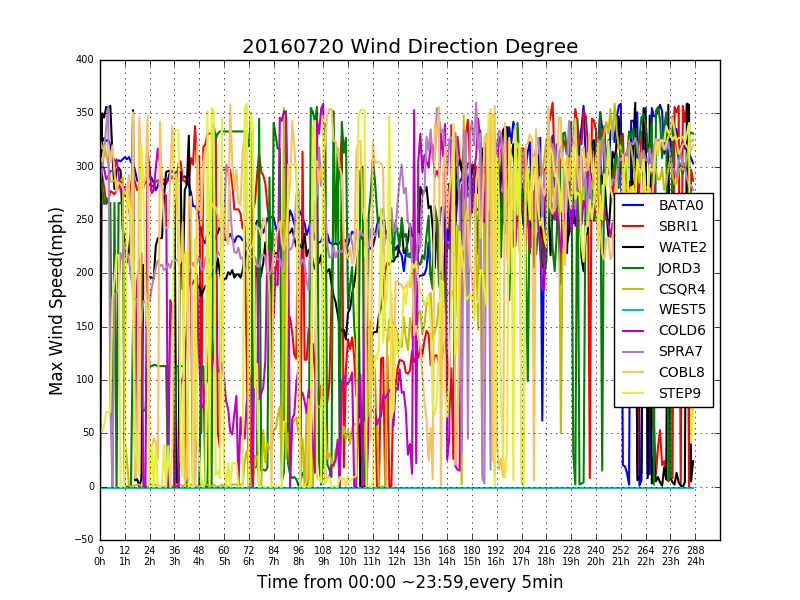 20160720 Wind Direction Degree
Max Wind Speed(mph)
400
350
300
250
200
150
100
50
0
−50
BATA0
SBRI1
WATE2
JORD3
CSQR4
WEST5
COLD6
SPRA7
COBL8
STEP9
0 12 24 36 48 60 72 84 96 108 120 132 144 156 168 180 192 204 216 228 240 252 264 276 288
0h 1h 2h 3h 4h 5h 6h 7h 8h 9h 10h 11h 12h 13h 14h 15h 16h 17h 18h 19h 20h 21h 22h 23h 24h
Time from 00:00 ~23:59,every 5min